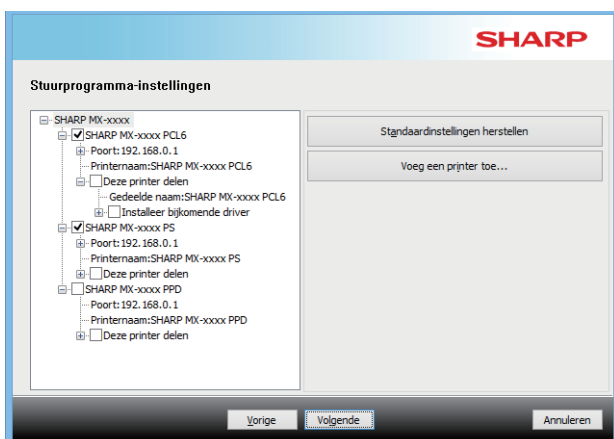 SHARP
Stuurprogramma-instellingen
SHARP MX-xxxx
SHARP MX-xxxx PCL6
Poort:192.168.0.1
Printernaam:SHARP MX-xxxx PCL6
Deze printer delen
Gedeelde naam:SHARP MX-xxxx PCL6
Installeer bijkomende driver
SHARP MX-xxxx PS
Poort:192.168.0.1
Printernaam:SHARP MX-xxxx PS
Deze printer delen
SHARP MX-xxxx PPD
Poort:192.168.0.1
Printernaam:SHARP MX-xxxx PPD
Deze printer delen
Standaardinstellingen herstellen
Voeg een printer toe...
Vorige
Volgende
Annuleren